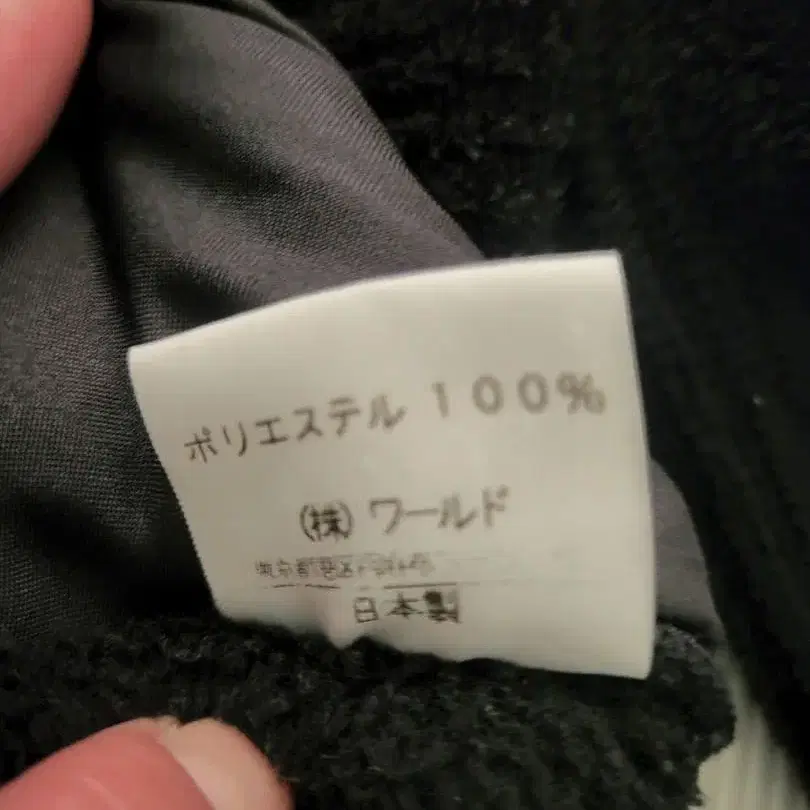 ポリエステル 100%
(株) ワールド
日本製